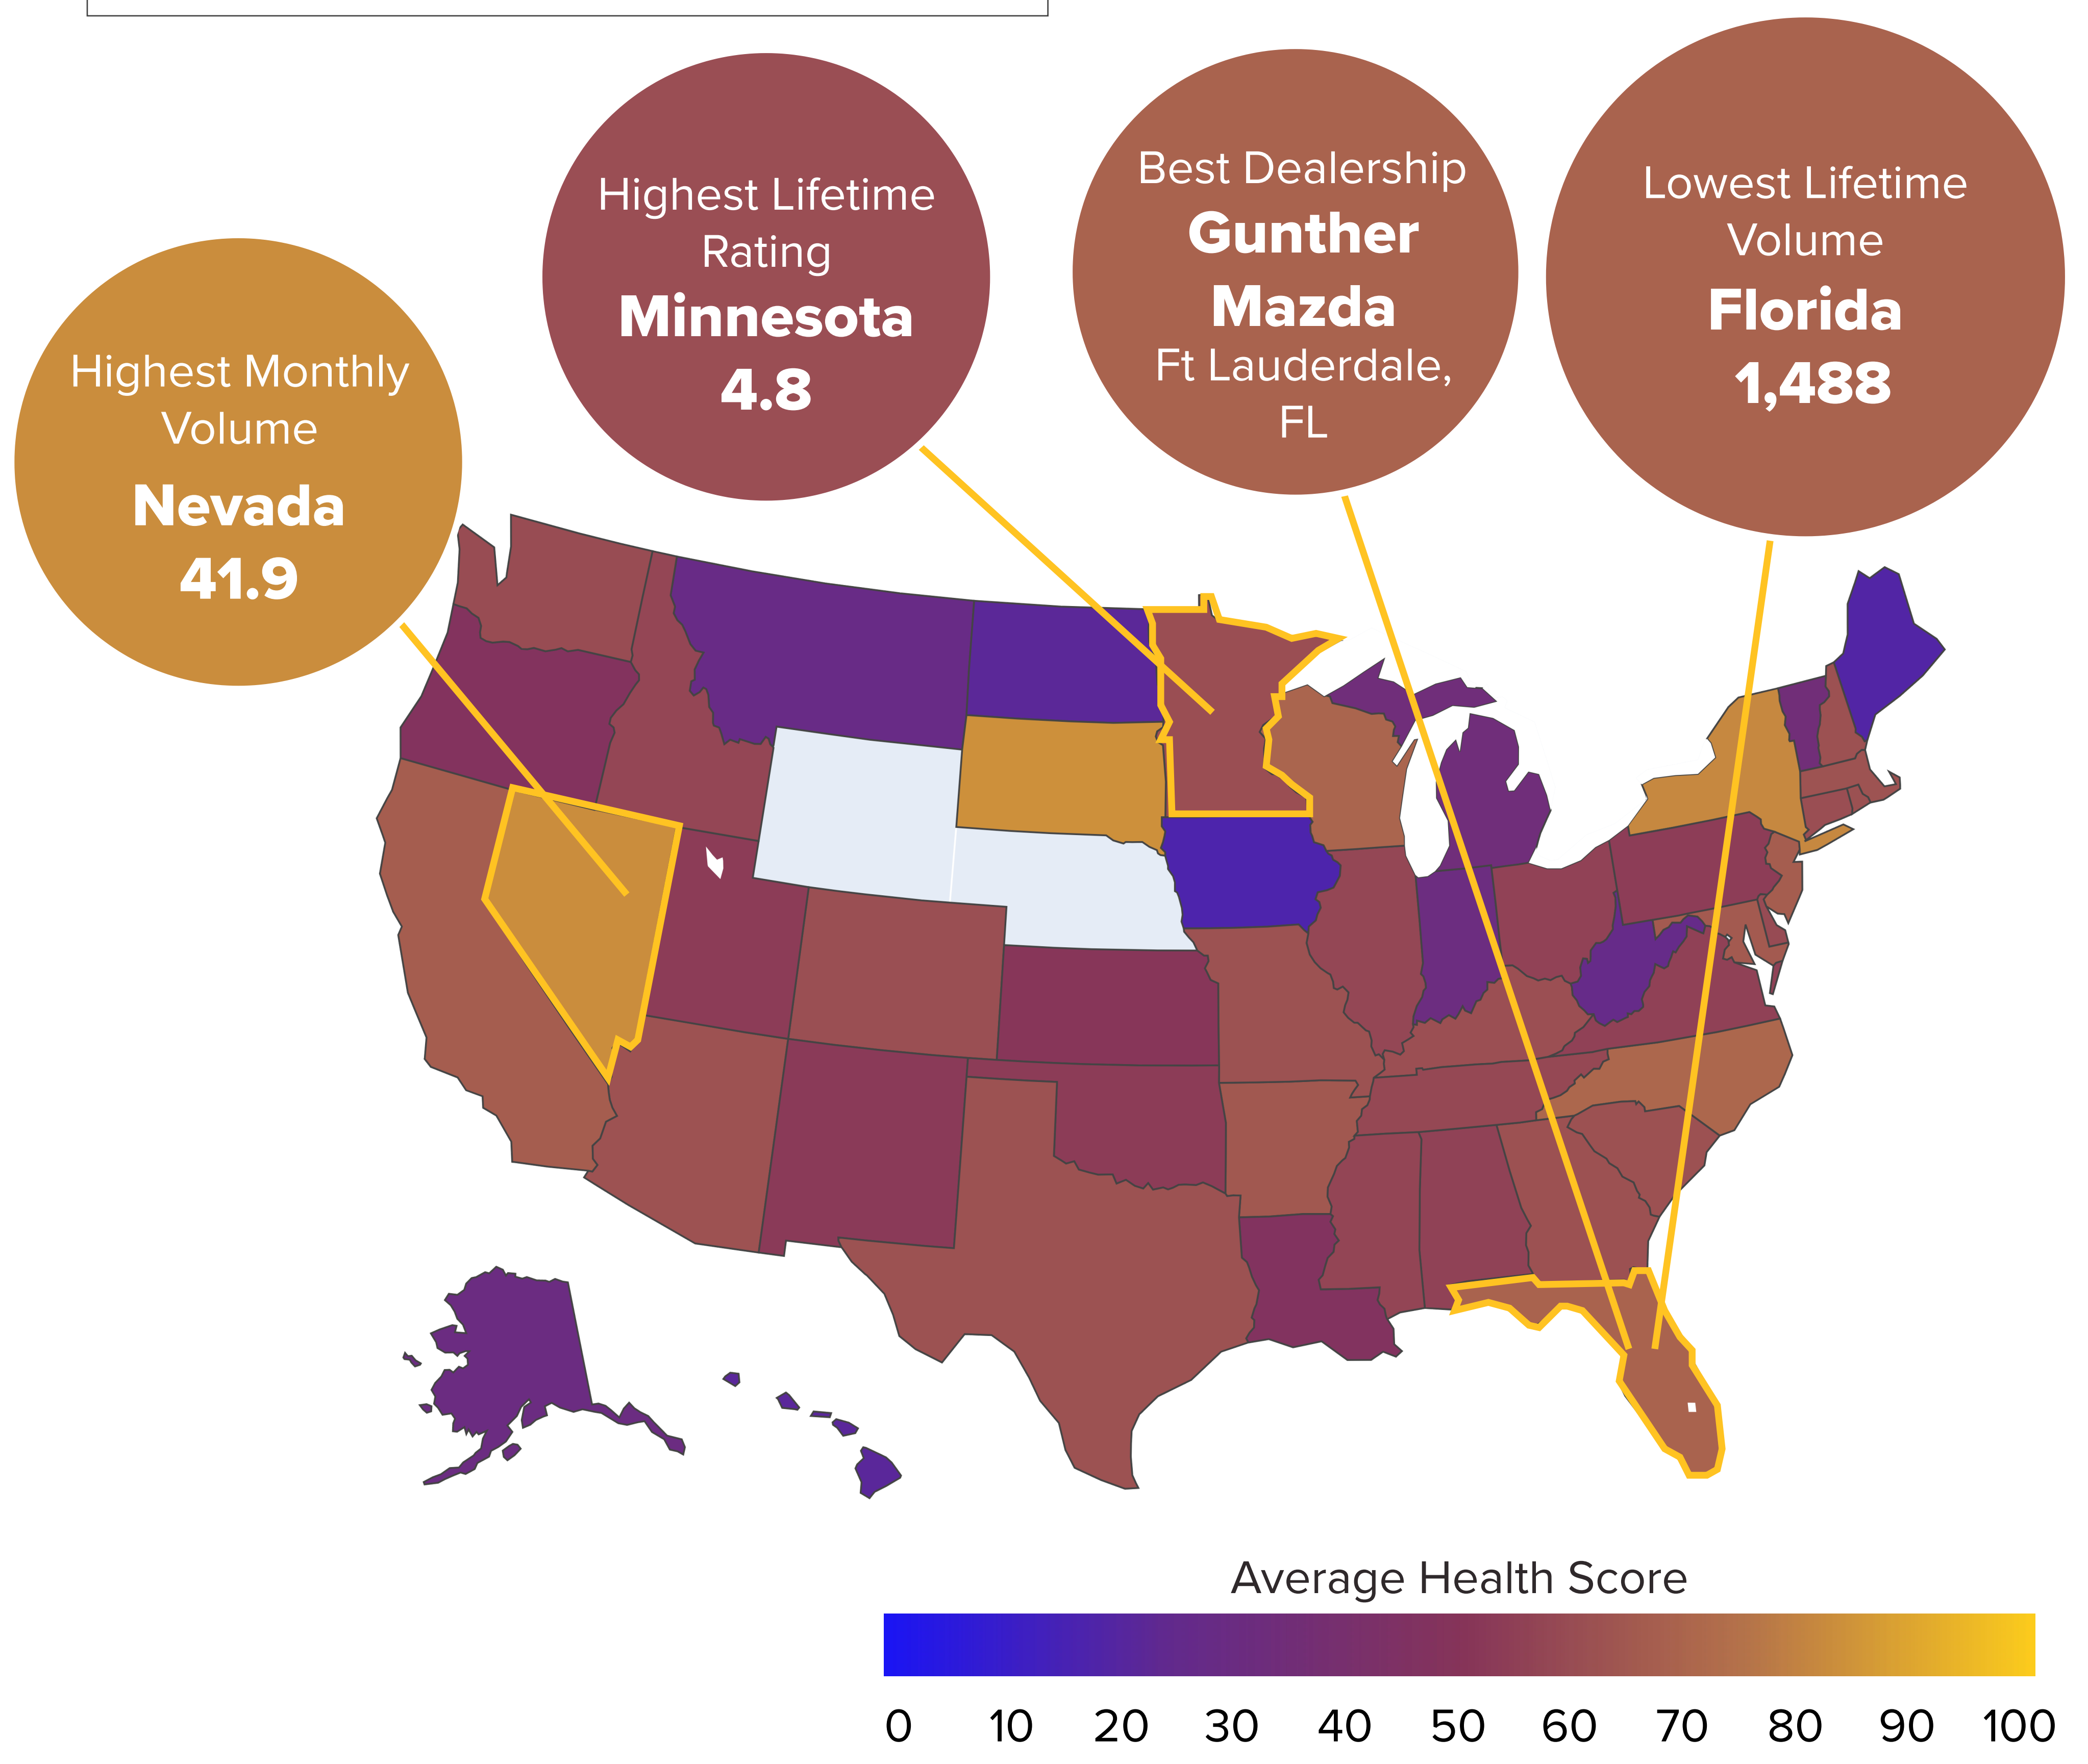 Highest Monthly
Volume
Nevada
41.9
Highest Lifetime
Rating
Minnesota
4.8
Best Dealership
Gunther
Mazda
Ft Lauderdale,
FL
Lowest Lifetime
Volume
Florida
1,488
Average Health Score
0 10 20 30 40 50 60 70 80 90 100